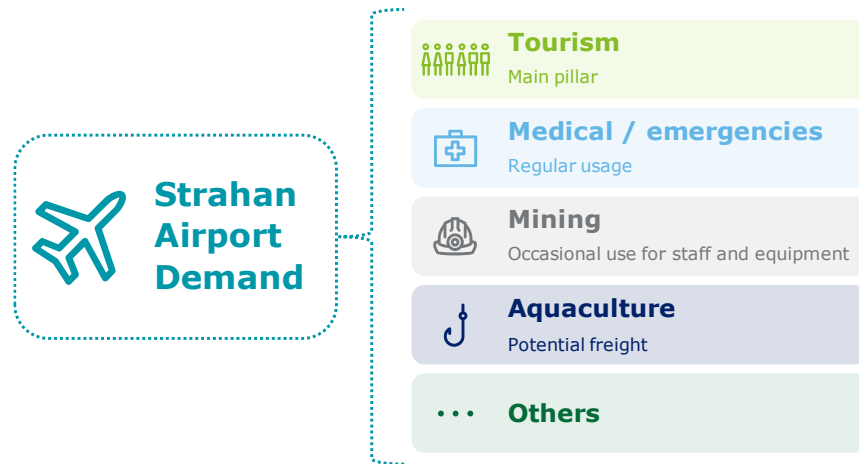 Strahan
Airport
Demand
Tourism
Main pillar
Medical / emergencies
Regular usage
Mining
Occasional use for staff and equipment
Aquaculture
Potential freight
Others